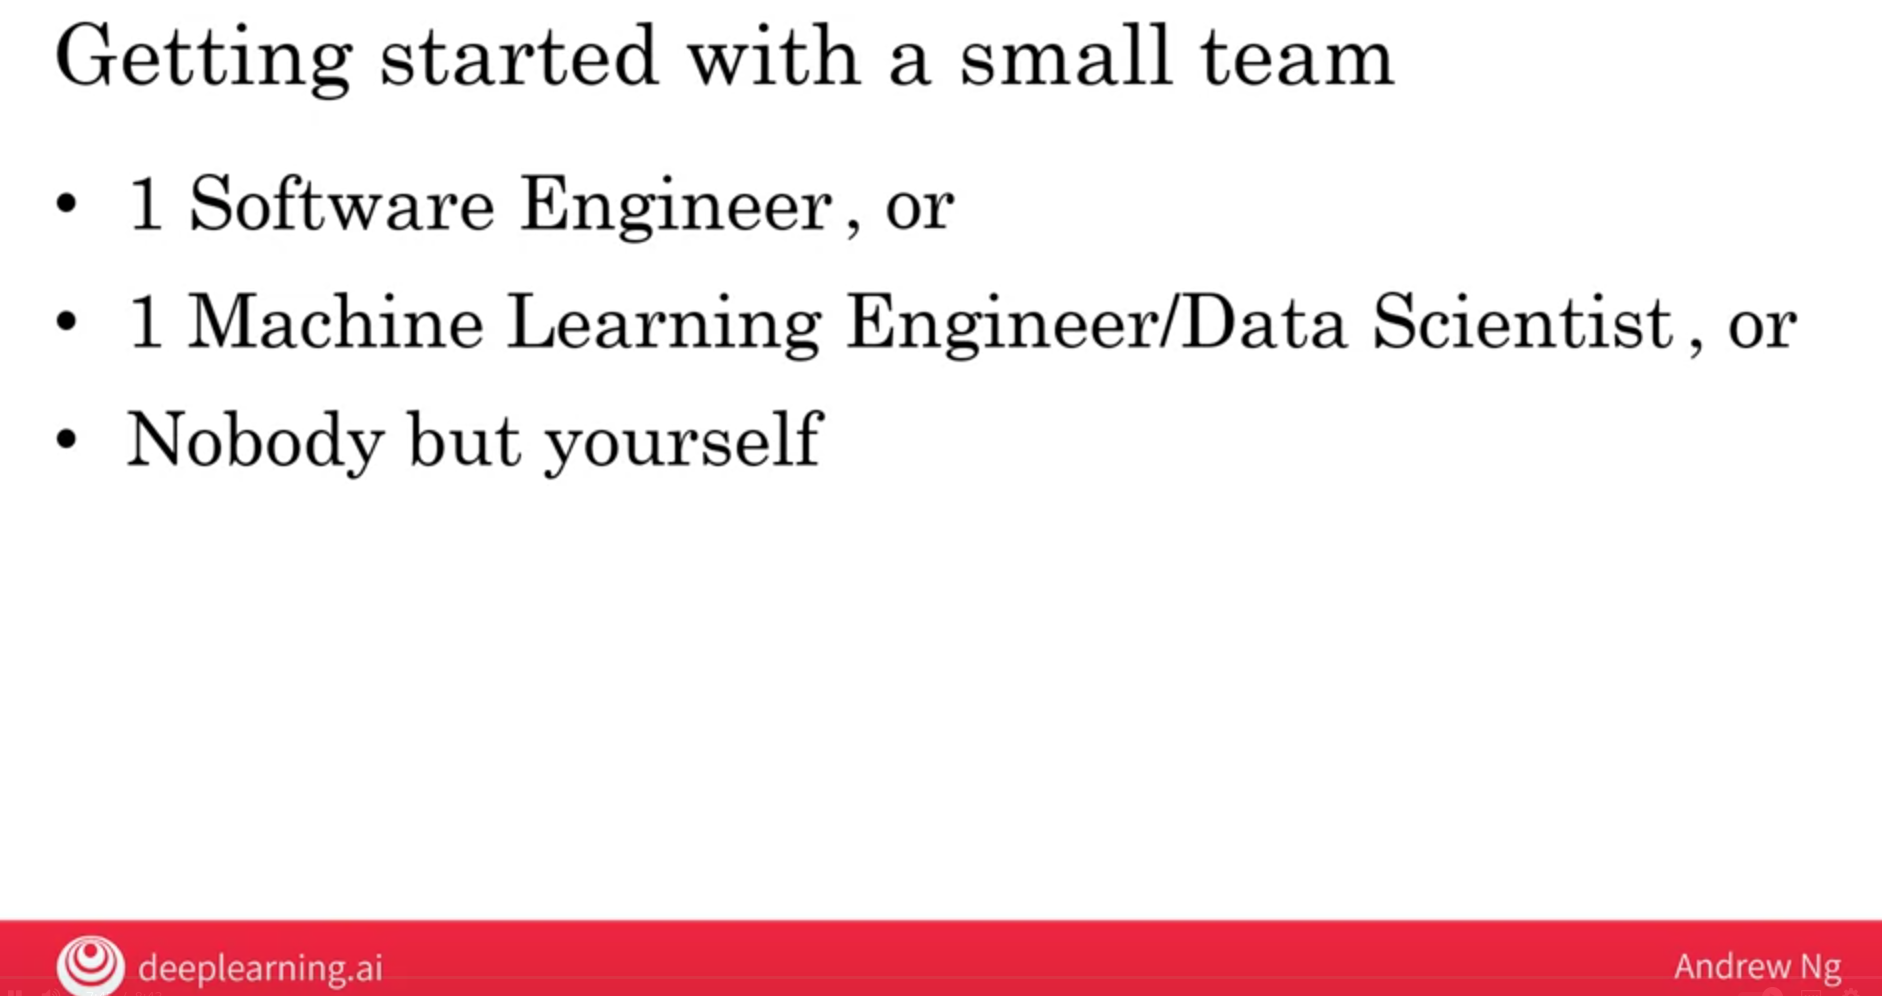 Getting started with a small team
• 1 Software Engineer, or
• 1 Machine Learning Engineer/Data Scientist, or
• Nobody but yourself
deeplearning.ai
Andrew Ng